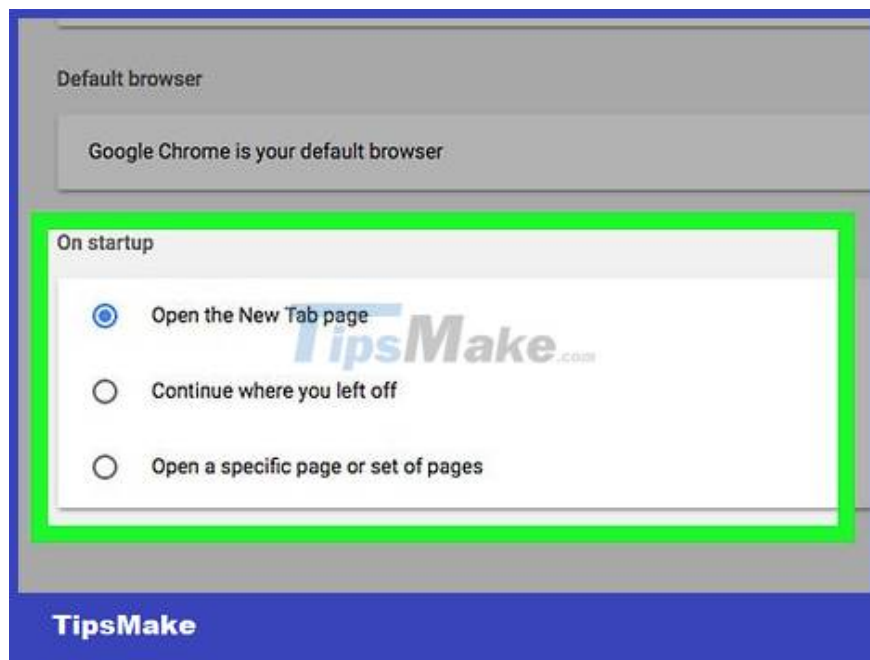 Default browser
Google Chrome is your default browser
On startup
Open the New Tab page
TipsMake.com
Continue where you left off
Open a specific page or set of pages
TipsMake